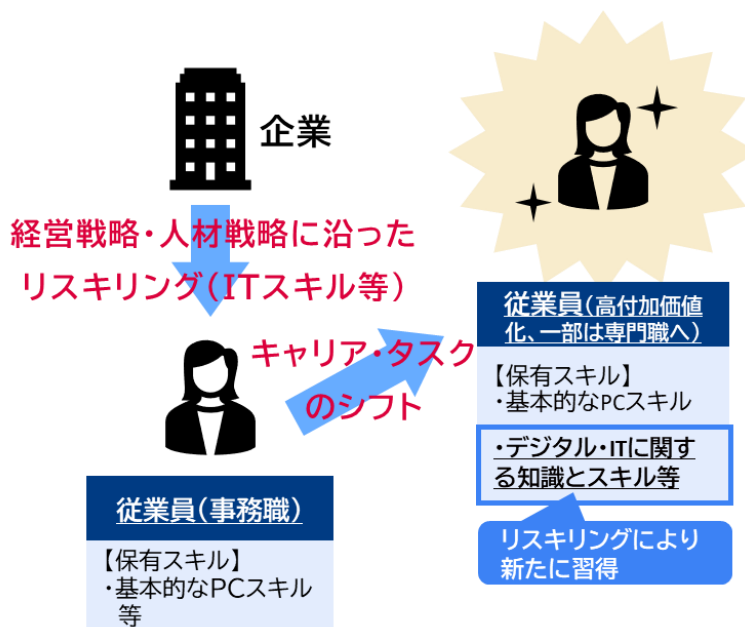 企業
経営戦略・人材戦略に沿った
リスキリング(ITスキル等)
キャリア・タスク
のシフト
従業員(事務職)
【保有スキル】
・基本的なPCスキル
等
従業員(高付加価値
化、一部は専門職へ)
【保有スキル】
・基本的なPCスキル
・デジタル・ITに関す
る知識とスキル等
リスキリングにより
新たに習得